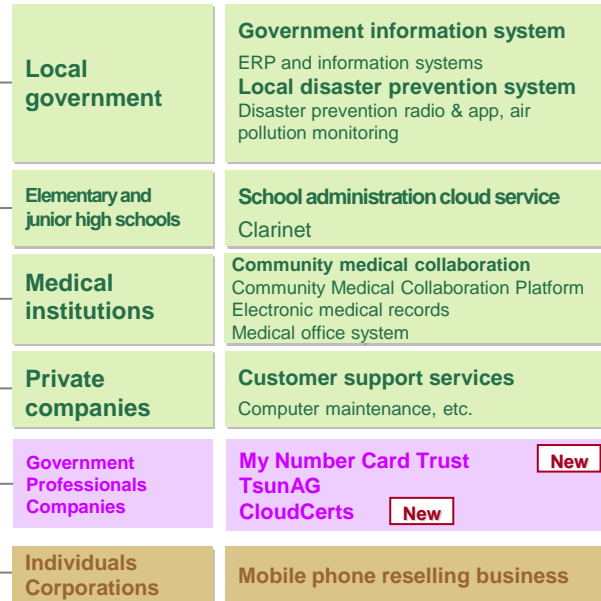 Local
government
Government information system
ERP and information systems
Local disaster prevention system
Disaster prevention radio & app, air
pollution monitoring
Elementary and
junior high schools
School administration cloud service
Clarinet
Medical
institutions
Community medical collaboration
Community Medical Collaboration Platform
Electronic medical records
Medical office system
Private
companies
Customer support services
Computer maintenance, etc.
Government
Professionals
Companies
My Number Card Trust New
TsunAG
CloudCerts New
Individuals
Corporations
Mobile phone reselling business